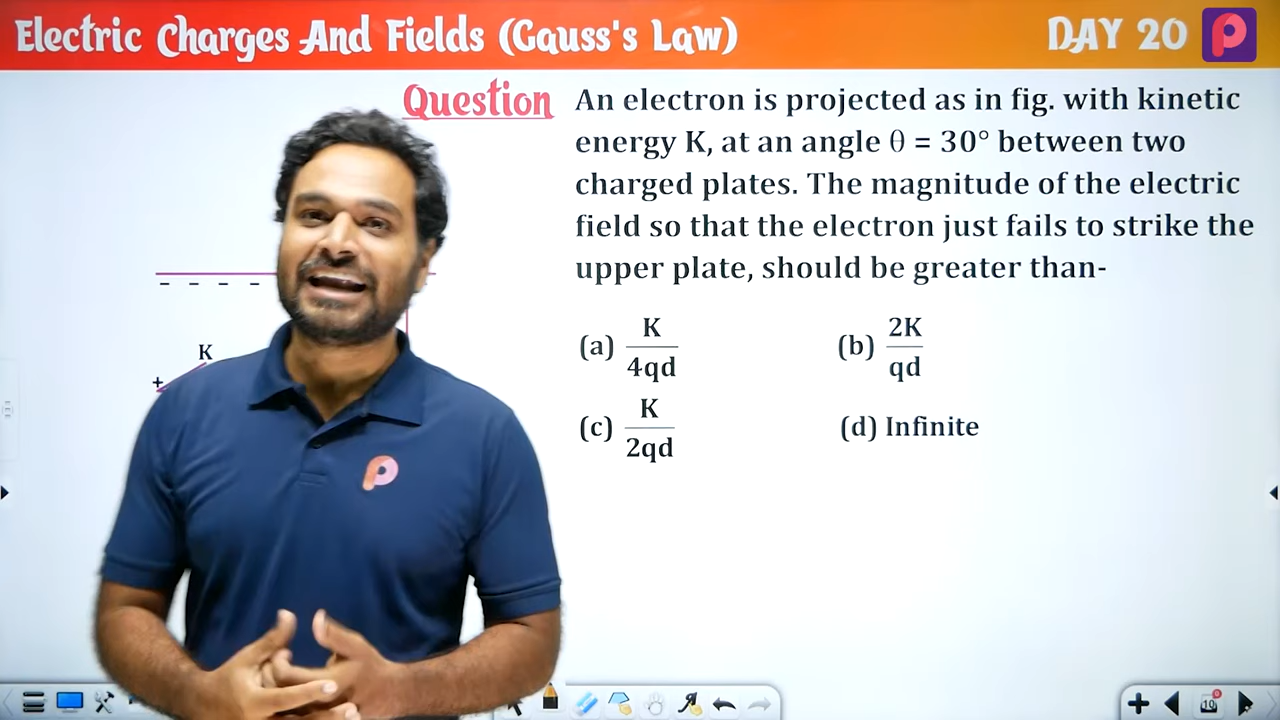 Electric Charges And Fields (Gauss's Law)
DAY 20
Question
An electron is projected as in fig. with kinetic
energy K, at an angle θ = 30° between two
charged plates. The magnitude of the electric
field so that the electron just fails to strike the
upper plate, should be greater than-
(a) K/4qd
(b) 2K/qd
(c) K/2qd
(d) Infinite
- - - -
K
+